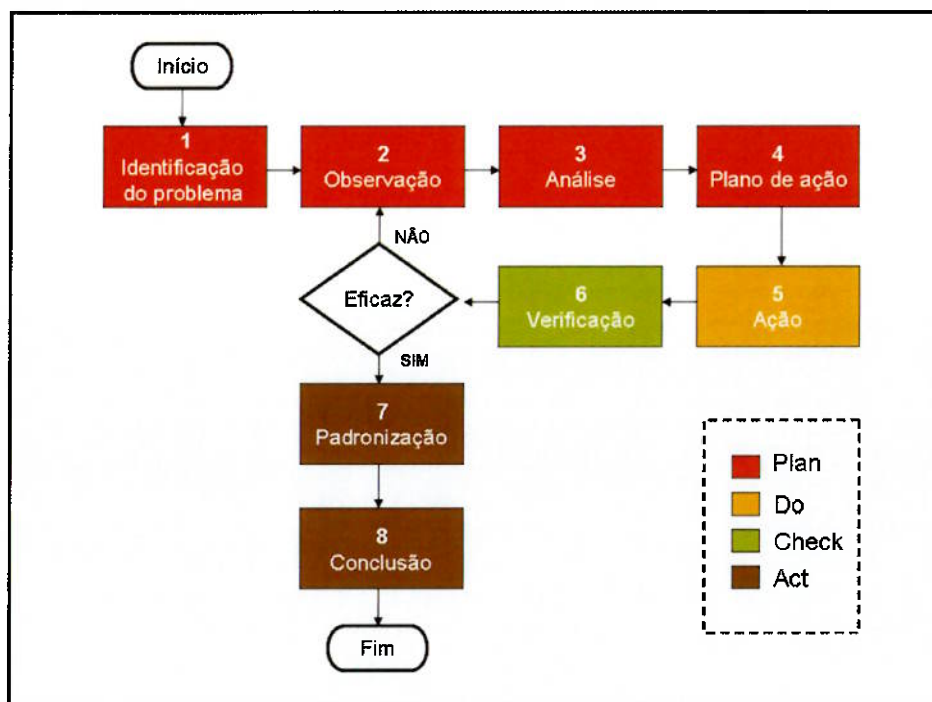 Início
1
Identificação
do problema
2
Observação
3
Análise
4
Plano de ação
NÂO
Eficaz?
6
Verificação
5
Ação
SIM
7
Padronização
8
Conclusão
Fim
Plan
Do
Check
Act